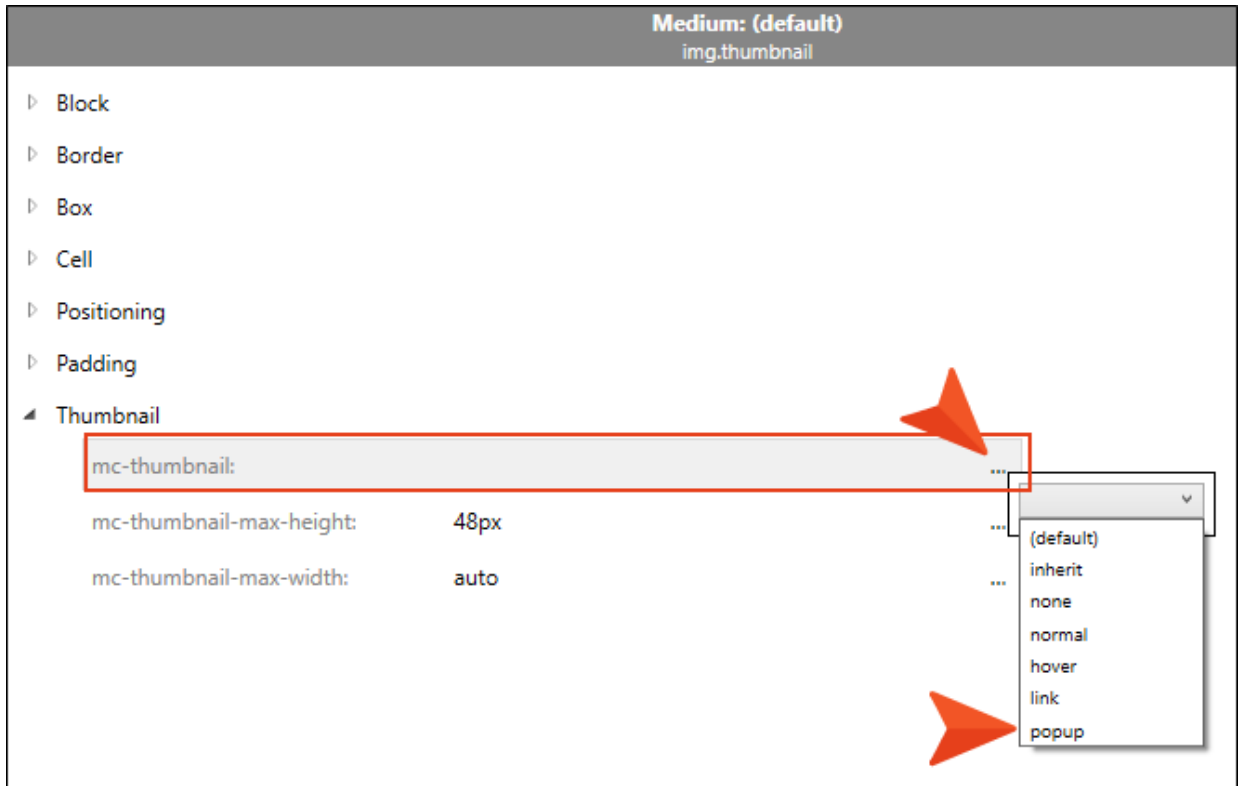 Medium: (default)
img.thumbnail
Block
Border
Box
Cell
Positioning
Padding
Thumbnail
mc-thumbnail: ...
mc-thumbnail-max-height: 48px ...
mc-thumbnail-max-width: auto ...
(default)
inherit
none
normal
hover
link
popup